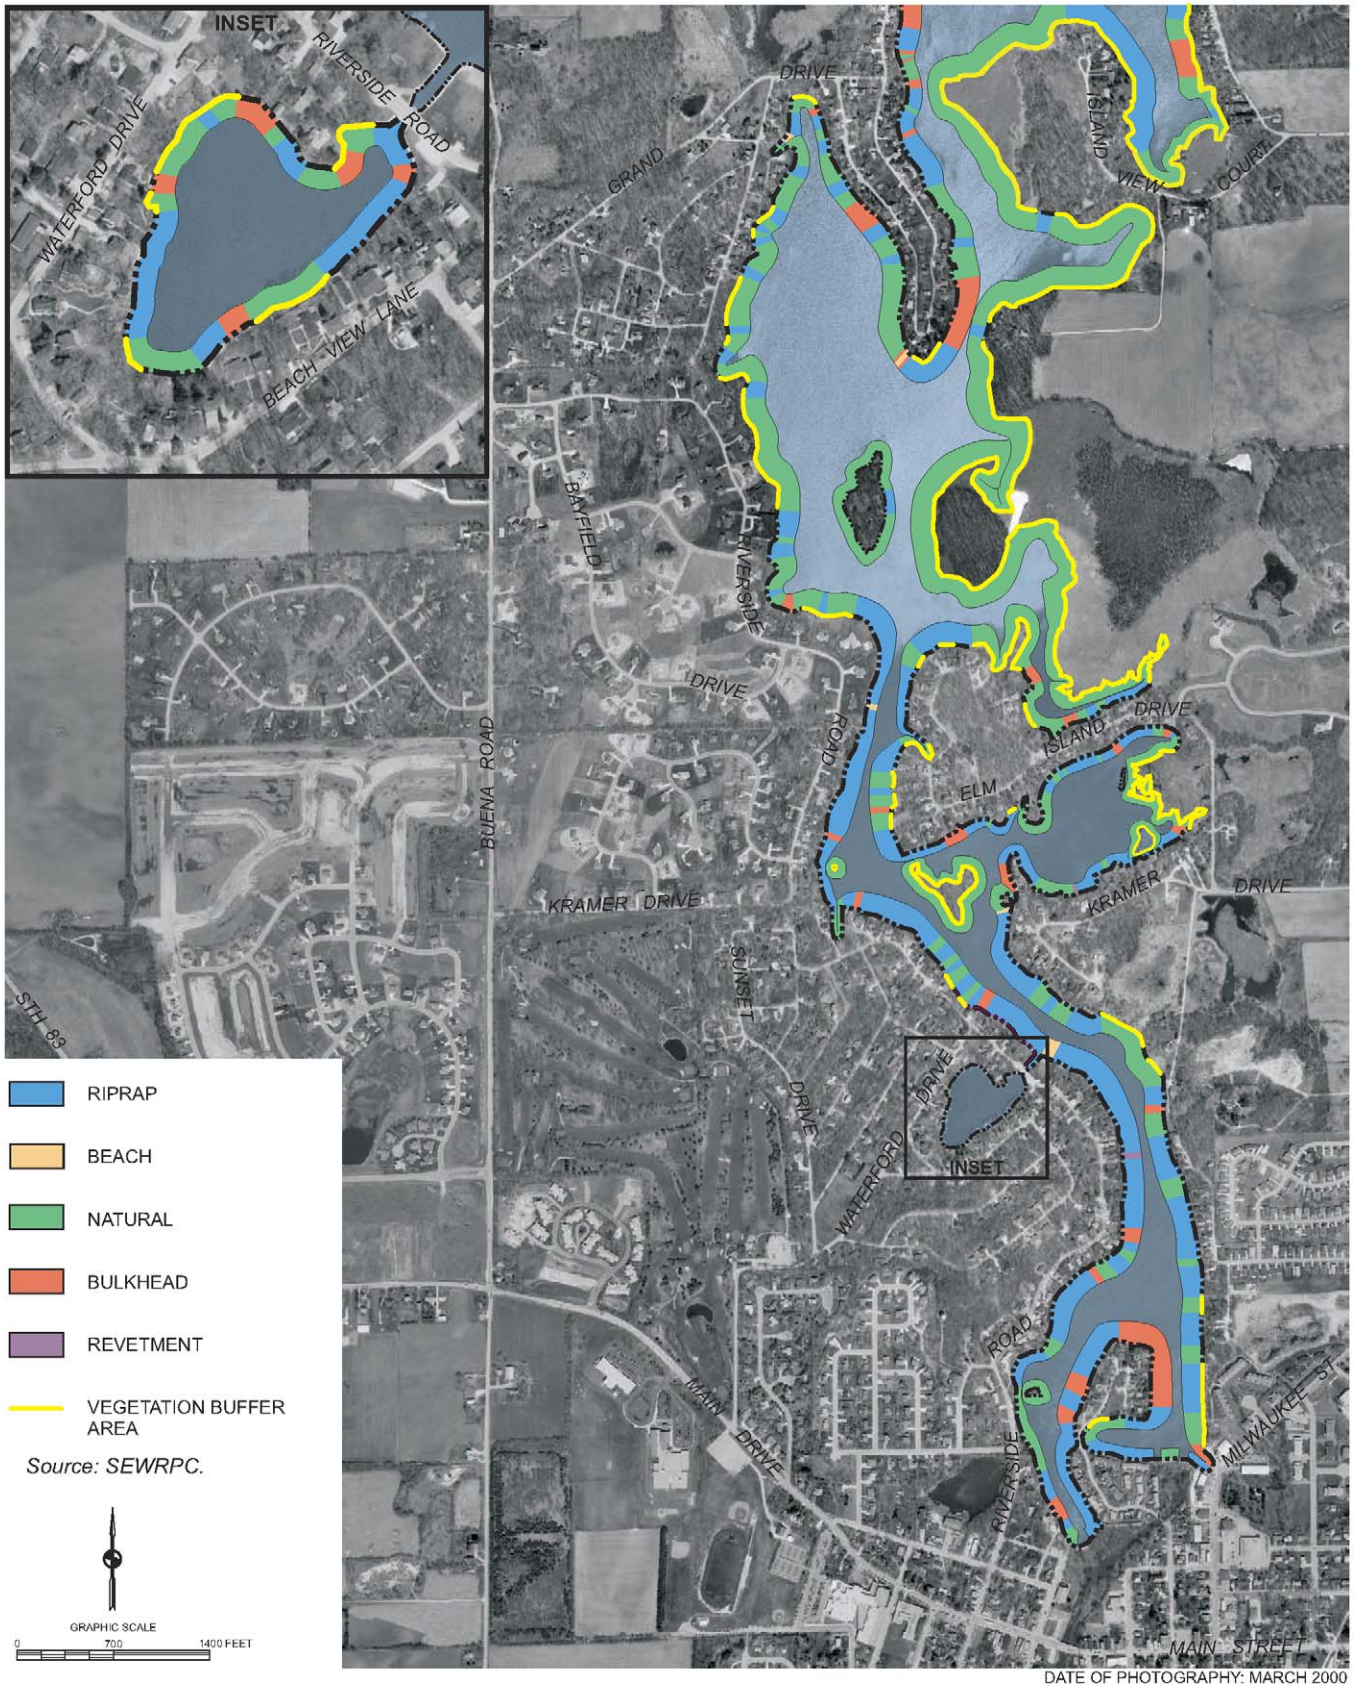 INSET
RIVERSIDE
ROAD
WATERFORD DRIVE
BEACH VIEW LANE
DRIVE
GRAND
ISLAND
VIEW
COURT
BAYFIELD
RIVERSIDE
DRIVE
ROAD
ISLAND
DRIVE
ELM
BUENA ROAD
KRAMER DRIVE
KRAMER
DRIVE
SUNSET
DRIVE
STH 83
DRIVE
WATERFORD
INSET
ROAD
RIVERSIDE
MAIN
DRIVE
MILWAUKEE ST.
MAIN STREET
RIPRAP
BEACH
NATURAL
BULKHEAD
REVETMENT
VEGETATION BUFFER
AREA
Source: SEWRPC.
GRAPHIC SCALE
0 700 1400 FEET
DATE OF PHOTOGRAPHY: MARCH 2000